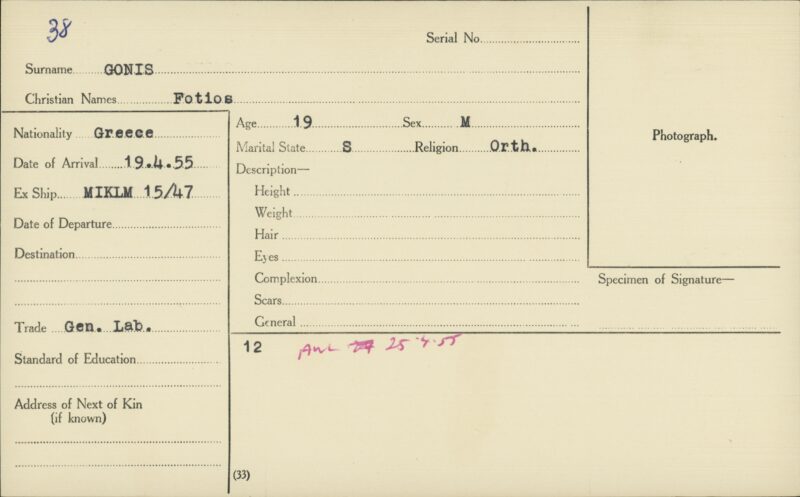 38
Serial No.
Surname GONIS
Christian Names Fotios
Nationality Greece
Date of Arrival 19.4.55
Ex Ship MIKLM 15/47
Date of Departure
Destination
Trade Gen. Lab.
Standard of Education
Address of Next of Kin
(if known)
Age 19 Sex M
Marital State S Religion Orth.
Description—
Height
Weight
Hair
Eyes
Complexion
Scars
General
Photograph.
Specimen of Signature—
12 AWL 25.4.55
(33)